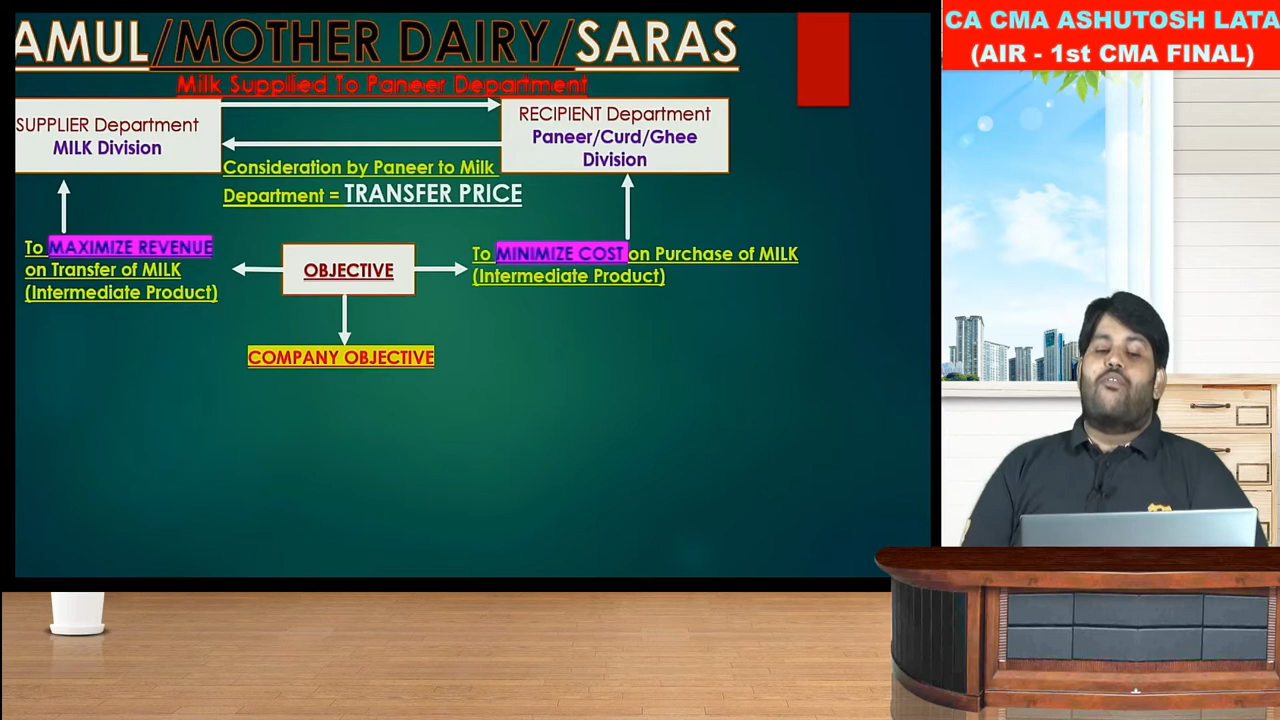 AMUL/MOTHER DAIRY/SARAS
Milk Supplied To Paneer Department
SUPPLIER Department
MILK Division
RECIPIENT Department
Paneer/Curd/Ghee
Division
Consideration by Paneer to Milk
Department = TRANSFER PRICE
To MAXIMIZE REVENUE
on Transfer of MILK
(Intermediate Product)
OBJECTIVE
To MINIMIZE COST on Purchase of MILK
(Intermediate Product)
COMPANY OBJECTIVE
CA CMA ASHUTOSH LATA
(AIR - 1st CMA FINAL)